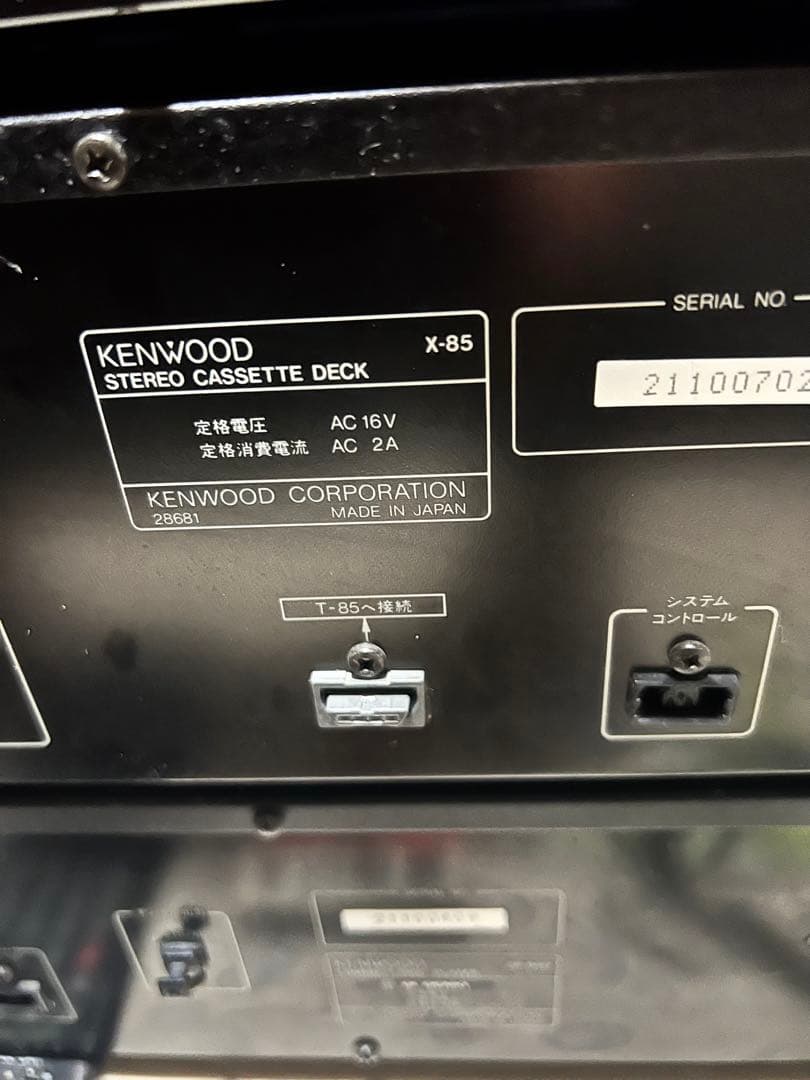 KENWOOD X-85
STEREO CASSETTE DECK
定格電圧 AC 16V
定格消費電流 AC 2A
KENWOOD CORPORATION
28681 MADE IN JAPAN
SERIAL NO.
21100702
T-85へ接続
システム
コントロール